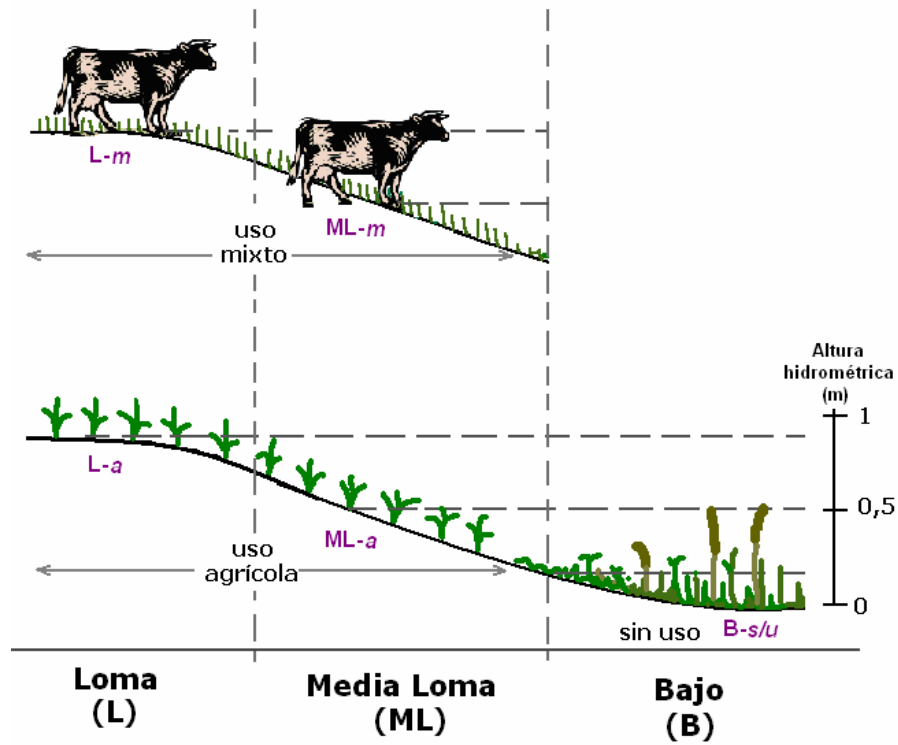 L-m
ML-m
uso
mixto
Altura
hidrométrica
(m)
1
L-a
0,5
ML-a
uso
agrícola
0
sin uso
B-s/u
Loma
(L)
Media Loma
(ML)
Bajo
(B)